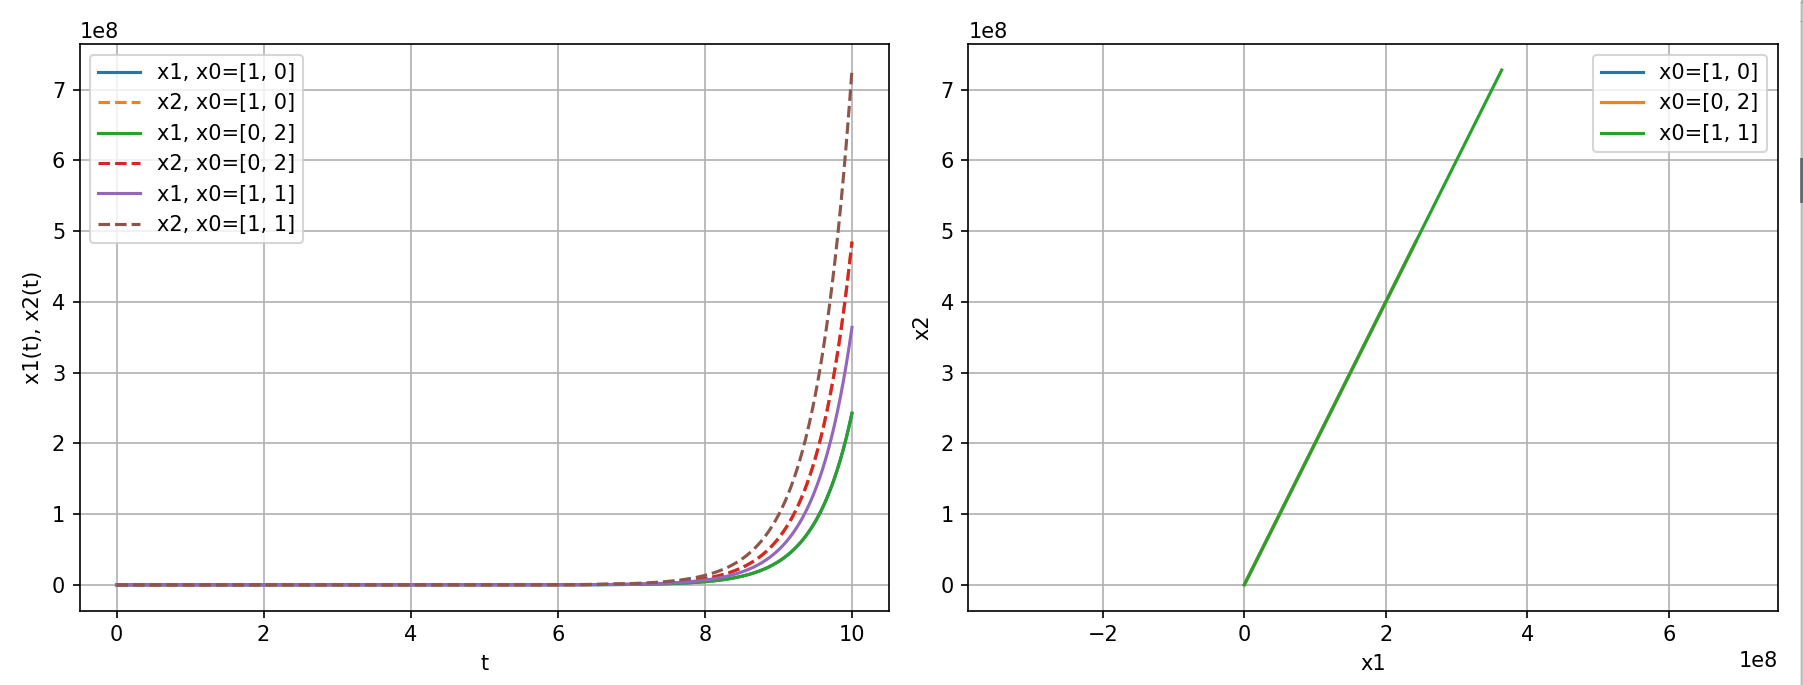 1e8
x1, x0=[1, 0]
x2, x0=[1, 0]
x1, x0=[0, 2]
x2, x0=[0, 2]
x1, x0=[1, 1]
x2, x0=[1, 1]
7
6
5
4
3
2
1
0
x1(t), x2(t)
0 2 4 6 8 10
t
1e8
x0=[1, 0]
x0=[0, 2]
x0=[1, 1]
7
6
5
4
3
2
1
0
x2
−2 0 2 4 6
x1
1e8